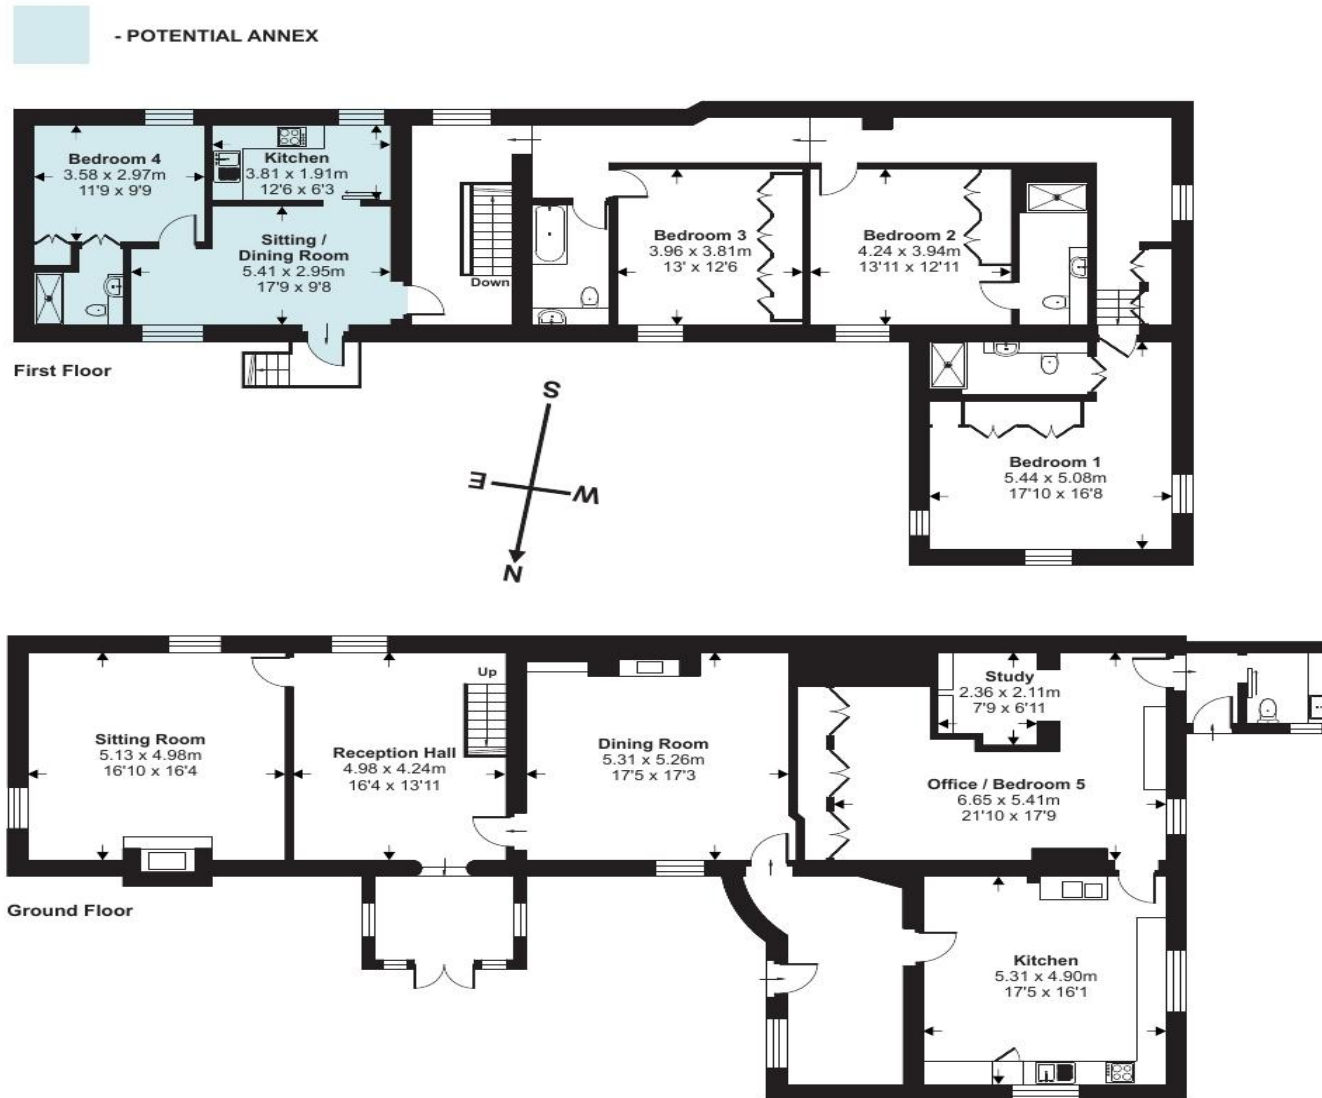 - POTENTIAL ANNEX
Bedroom 4
3.58 x 2.97m
11'9 x 9'9
Kitchen
3.81 x 1.91m
12'6 x 6'3
Sitting /
Dining Room
5.41 x 2.95m
17'9 x 9'8
Down
Bedroom 3
3.96 x 3.81m
13' x 12'6
Bedroom 2
4.24 x 3.94m
13'11 x 12'11
First Floor
Bedroom 1
5.44 x 5.08m
17'10 x 16'8
S
E
W
N
Sitting Room
5.13 x 4.98m
16'10 x 16'4
Up
Reception Hall
4.98 x 4.24m
16'4 x 13'11
Dining Room
5.31 x 5.26m
17'5 x 17'3
Study
2.36 x 2.11m
7'9 x 6'11
Office / Bedroom 5
6.65 x 5.41m
21'10 x 17'9
Ground Floor
Kitchen
5.31 x 4.90m
17'5 x 16'1